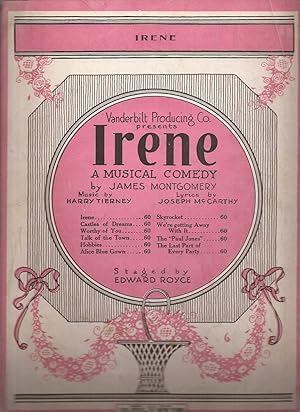 IRENE
Vanderbilt Producing Co.
presents
Irene
A MUSICAL COMEDY
by JAMES MONTGOMERY
Music by
HARRY TIERNEY
Lyrics by
JOSEPH McCARTHY
Irene.....................60
Castles of Dreams.....60
Worthy of You..........60
Talk of the Town......60
Hobbies..................60
Alice Blue Gown.......60
Skyrocket................60
We're getting Away
With It................60
The "Paul Jones".......60
The Last Part of
Every Party..........60
Staged by
EDWARD ROYCE